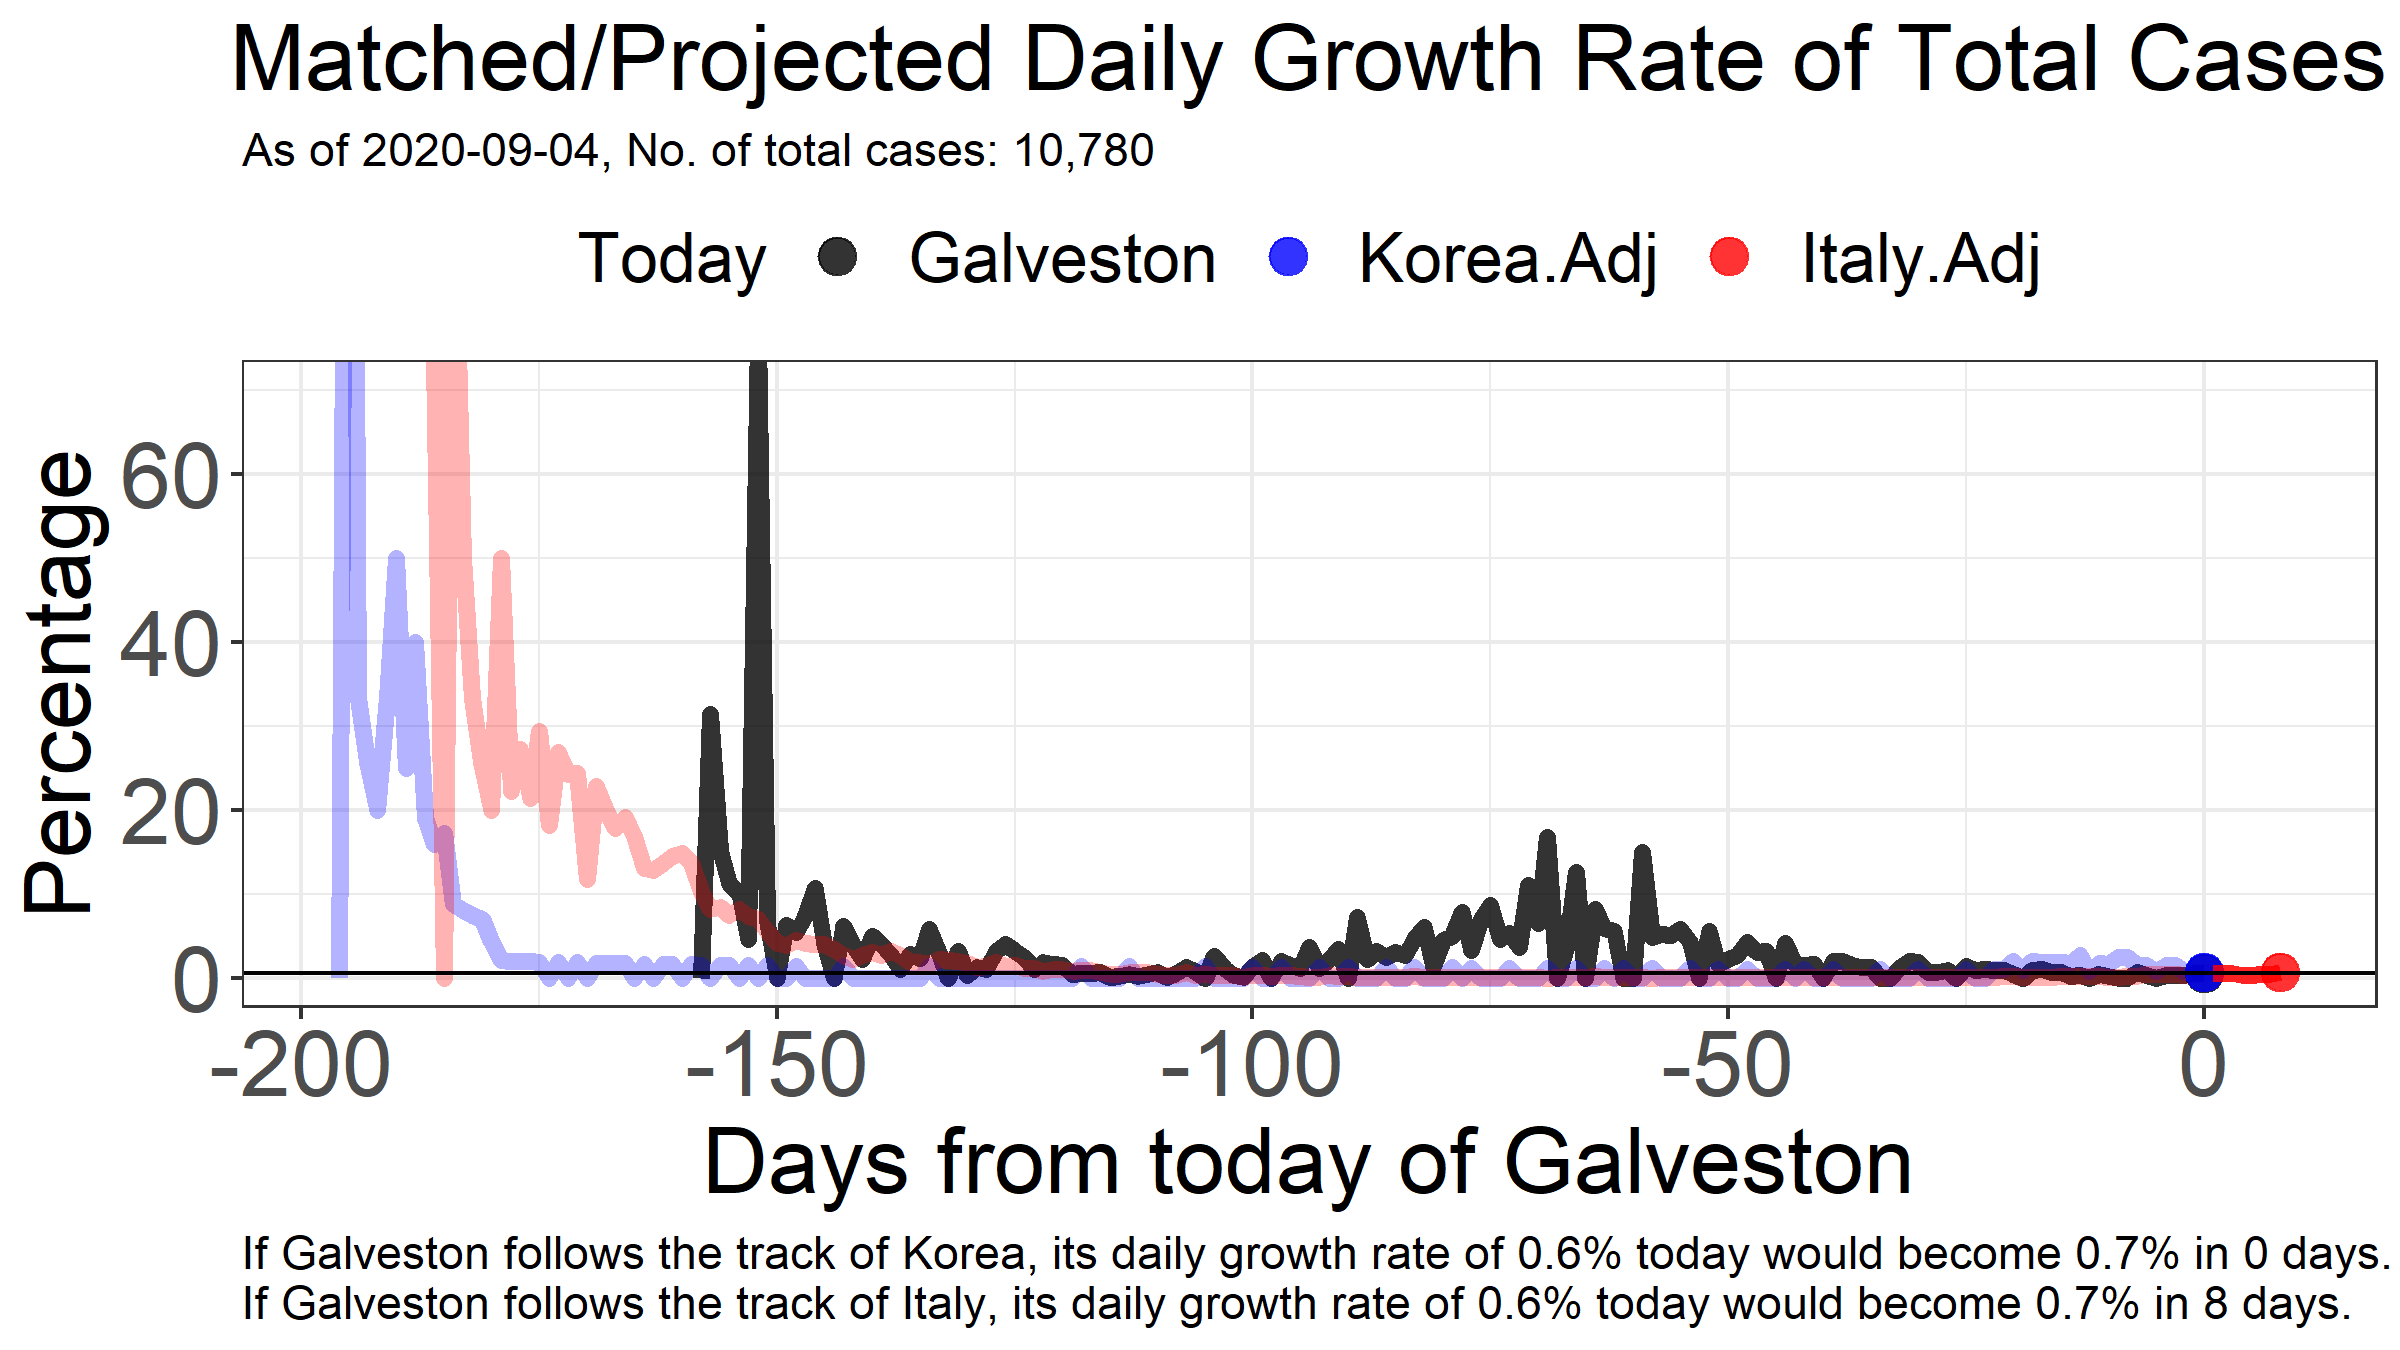 Matched/Projected Daily Growth Rate of Total Cases
As of 2020-09-04, No. of total cases: 10,780
Today Galveston Korea.Adj Italy.Adj
Percentage
60
40
20
0
-200 -150 -100 -50 0
Days from today of Galveston
If Galveston follows the track of Korea, its daily growth rate of 0.6% today would become 0.7% in 0 days.
If Galveston follows the track of Italy, its daily growth rate of 0.6% today would become 0.7% in 8 days.